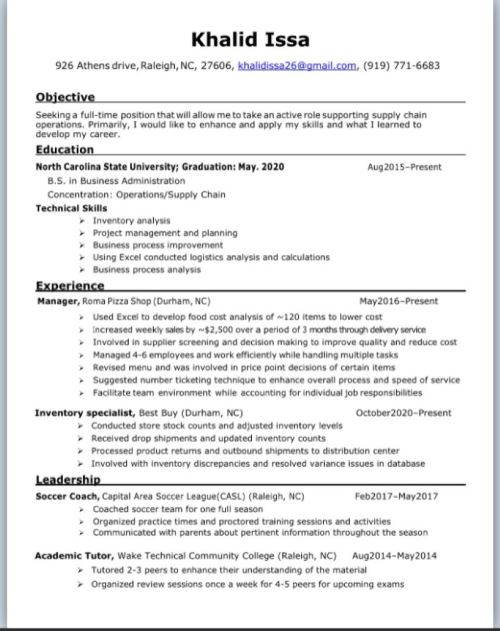 Khalid Issa
926 Athens drive, Raleigh, NC, 27606, khalidissa26@gmail.com, (919) 771-6683
Objective
Seeking a full-time position that will allow me to take an active role supporting supply chain
operations. Primarily, I would like to enhance and apply my skills and what I learned to
develop my career.
Education
North Carolina State University; Graduation: May. 2020 Aug2015–Present
B.S. in Business Administration
Concentration: Operations/Supply Chain
Technical Skills
➢ Inventory analysis
➢ Project management and planning
➢ Business process improvement
➢ Using Excel conducted logistics analysis and calculations
➢ Business process analysis
Experience
Manager, Roma Pizza Shop (Durham, NC) May2016–Present
➢ Used Excel to develop food cost analysis of ~120 items to lower cost
➢ Increased weekly sales by ~$2,500 over a period of 3 months through delivery service
➢ Involved in supplier screening and decision making to improve quality and reduce cost
➢ Managed 4-6 employees and work efficiently while handling multiple tasks
➢ Revised menu and was involved in price point decisions of certain items
➢ Suggested number ticketing technique to enhance overall process and speed of service
➢ Facilitate team environment while accounting for individual job responsibilities
Inventory specialist, Best Buy (Durham, NC) October2020–Present
➢ Conducted store stock counts and adjusted inventory levels
➢ Received drop shipments and updated inventory counts
➢ Processed product returns and outbound shipments to distribution center
➢ Involved with inventory discrepancies and resolved variance issues in database
Leadership
Soccer Coach, Capital Area Soccer League(CASL) (Raleigh, NC) Feb2017–May2017
➢ Coached soccer team for one full season
➢ Organized practice times and proctored training sessions and activities
➢ Communicated with parents about pertinent information throughout the season
Academic Tutor, Wake Technical Community College (Raleigh, NC) Aug2014–May2014
➢ Tutored 2-3 peers to enhance their understanding of the material
➢ Organized review sessions once a week for 4-5 peers for upcoming exams